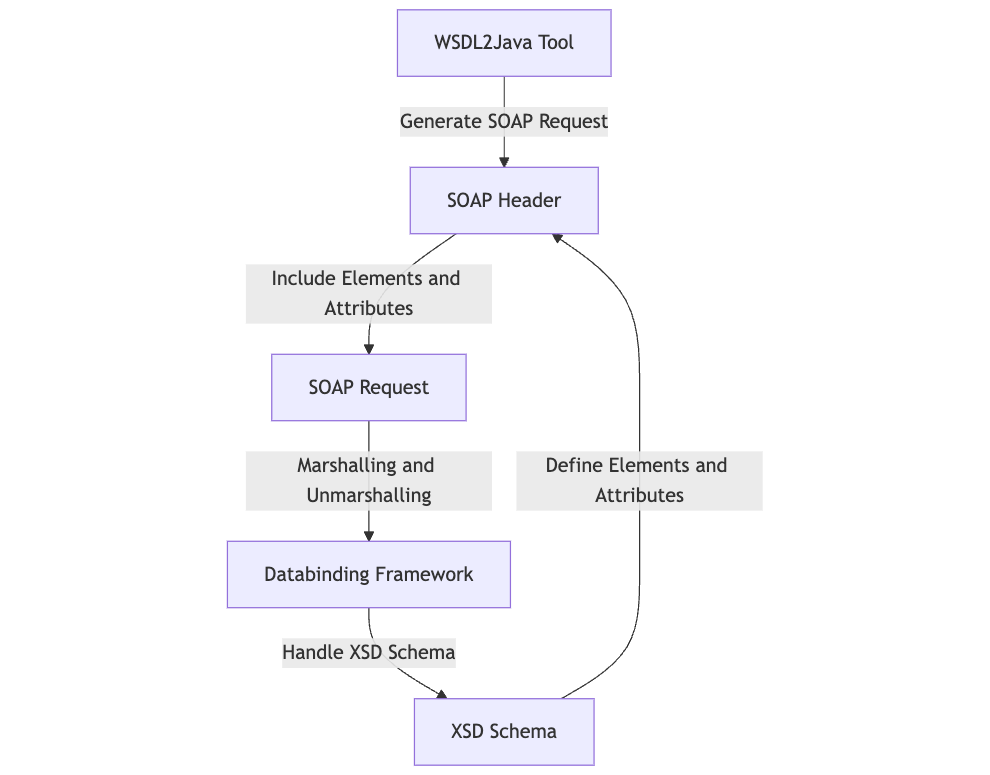 WSDL2Java Tool
Generate SOAP Request
SOAP Header
Include Elements and
Attributes
SOAP Request
Marshalling and
Unmarshalling
Define Elements and
Attributes
Databinding Framework
Handle XSD Schema
XSD Schema